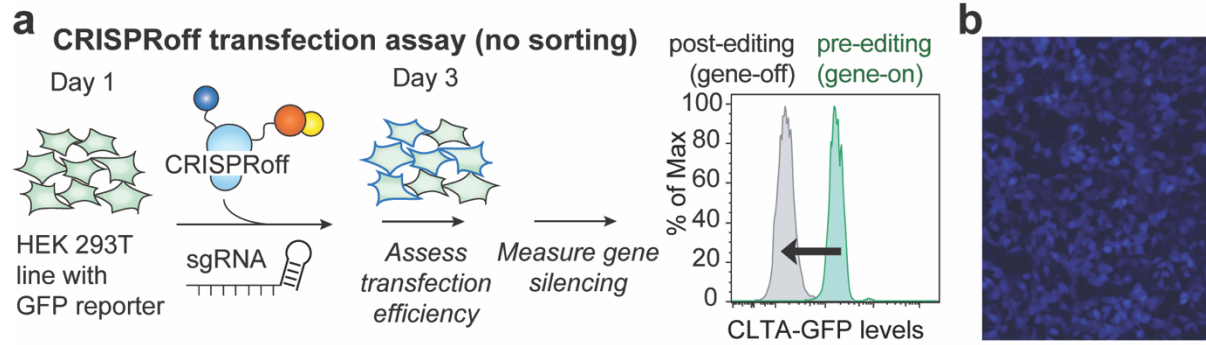 a
CRISPRoff transfection assay (no sorting)
Day 1
Day 3
CRISPRoff
HEK 293T
line with
GFP reporter
sgRNA
Assess
transfection
efficiency
Measure gene
silencing
post-editing
(gene-off)
pre-editing
(gene-on)
% of Max
100
80
60
40
20
0
CLTA-GFP levels
b